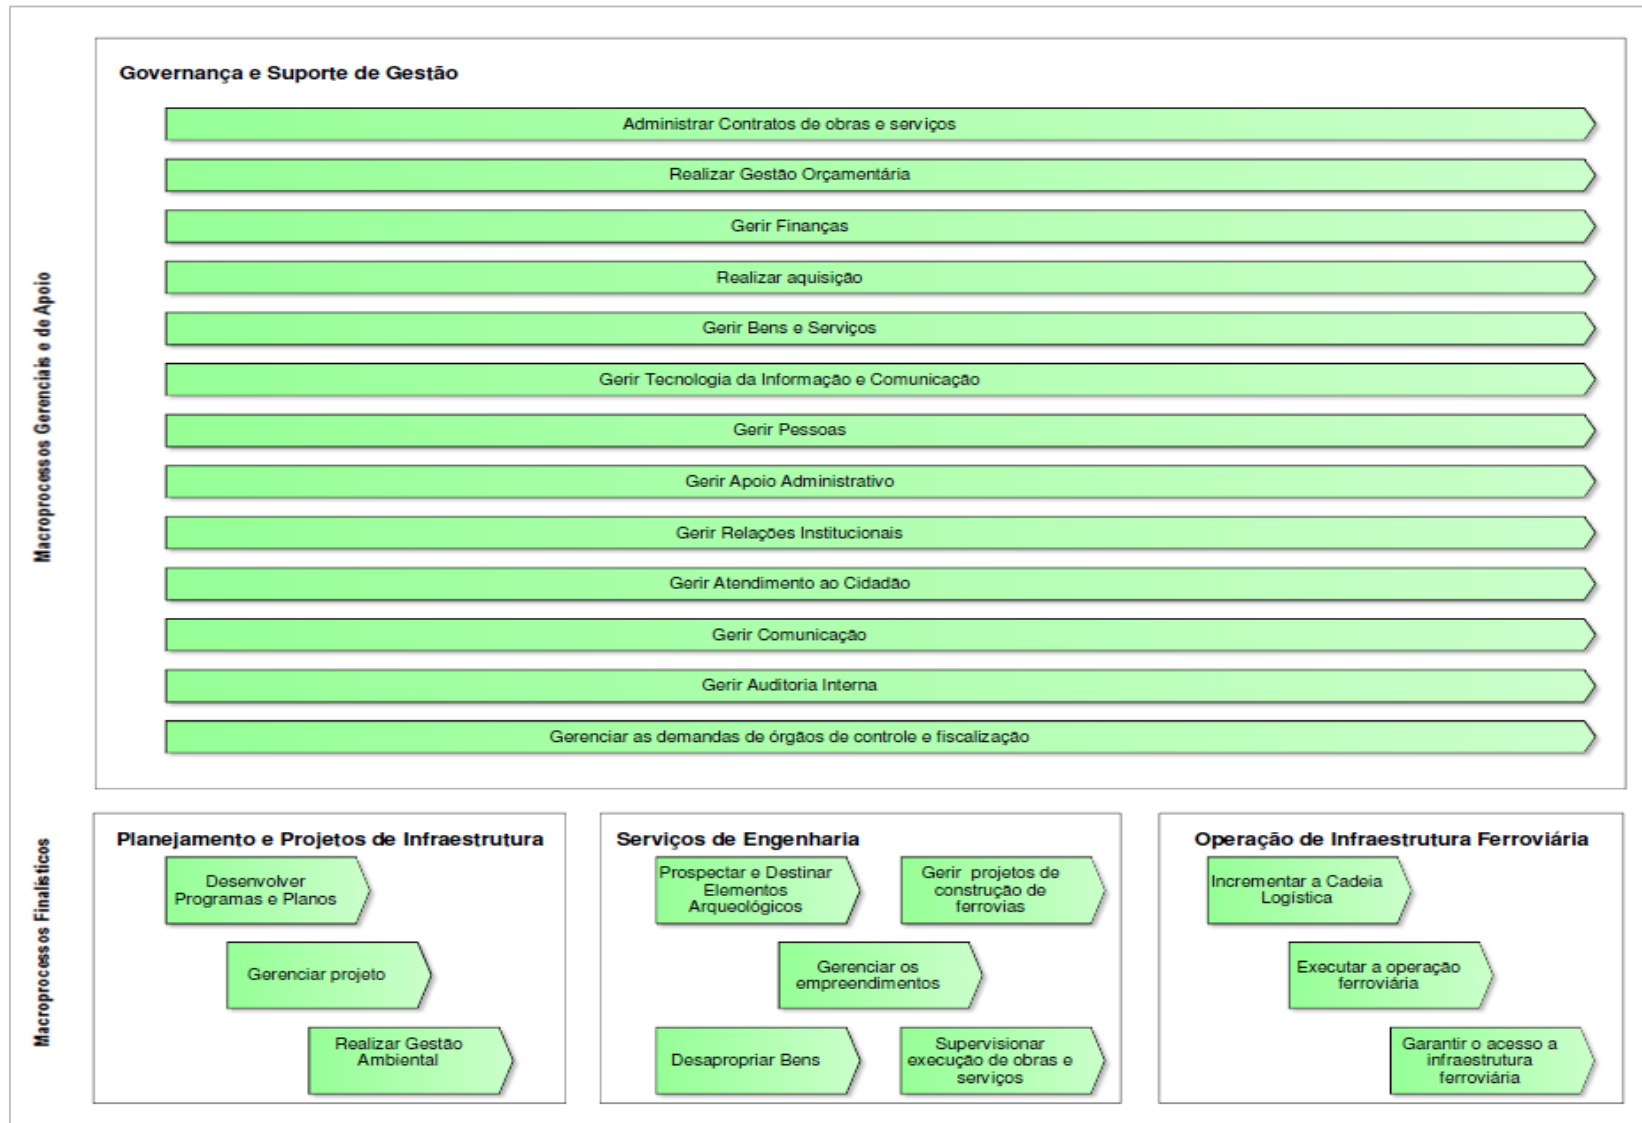 Macroprocessos Gerenciais e de Apoio
Governança e Suporte de Gestão
Administrar Contratos de obras e serviços
Realizar Gestão Orçamentária
Gerir Finanças
Realizar aquisição
Gerir Bens e Serviços
Gerir Tecnologia da Informação e Comunicação
Gerir Pessoas
Gerir Apoio Administrativo
Gerir Relações Institucionais
Gerir Atendimento ao Cidadão
Gerir Comunicação
Gerir Auditoria Interna
Gerenciar as demandas de órgãos de controle e fiscalização
Macroprocessos Finalísticos
Planejamento e Projetos de Infraestrutura
Desenvolver
Programas e Planos
Gerenciar projeto
Realizar Gestão
Ambiental
Serviços de Engenharia
Prospectar e Destinar
Elementos
Arqueológicos
Gerir projetos de
construção de
ferrovias
Gerenciar os
empreendimentos
Desapropriar Bens
Supervisionar
execução de obras e
serviços
Operação de Infraestrutura Ferroviária
Incrementar a Cadeia
Logística
Executar a operação
ferroviária
Garantir o acesso a
infraestrutura
ferroviária